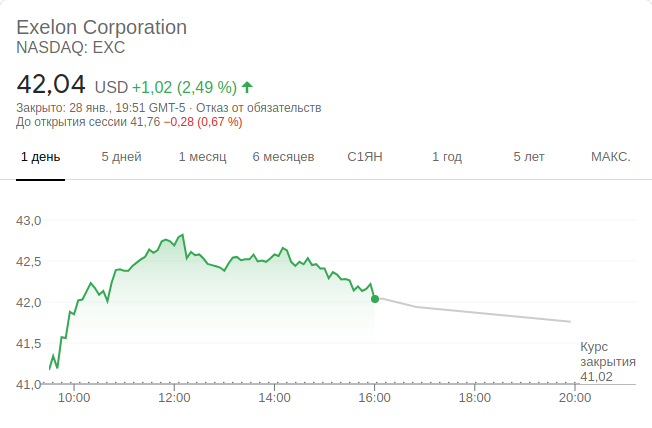 Exelon Corporation
NASDAQ: EXC
42,04 USD +1,02 (2,49 %)
Закрыто: 28 янв., 19:51 GMT-5 · Отказ от обязательств
До открытия сессии 41,76 −0,28 (0,67 %)
1 день 5 дней 1 месяц 6 месяцев С1ЯН 1 год 5 лет МАКС.
43,0
42,5
42,0
41,5
41,0
Курс
закрытия
41,02
10:00 12:00 14:00 16:00 18:00 20:00